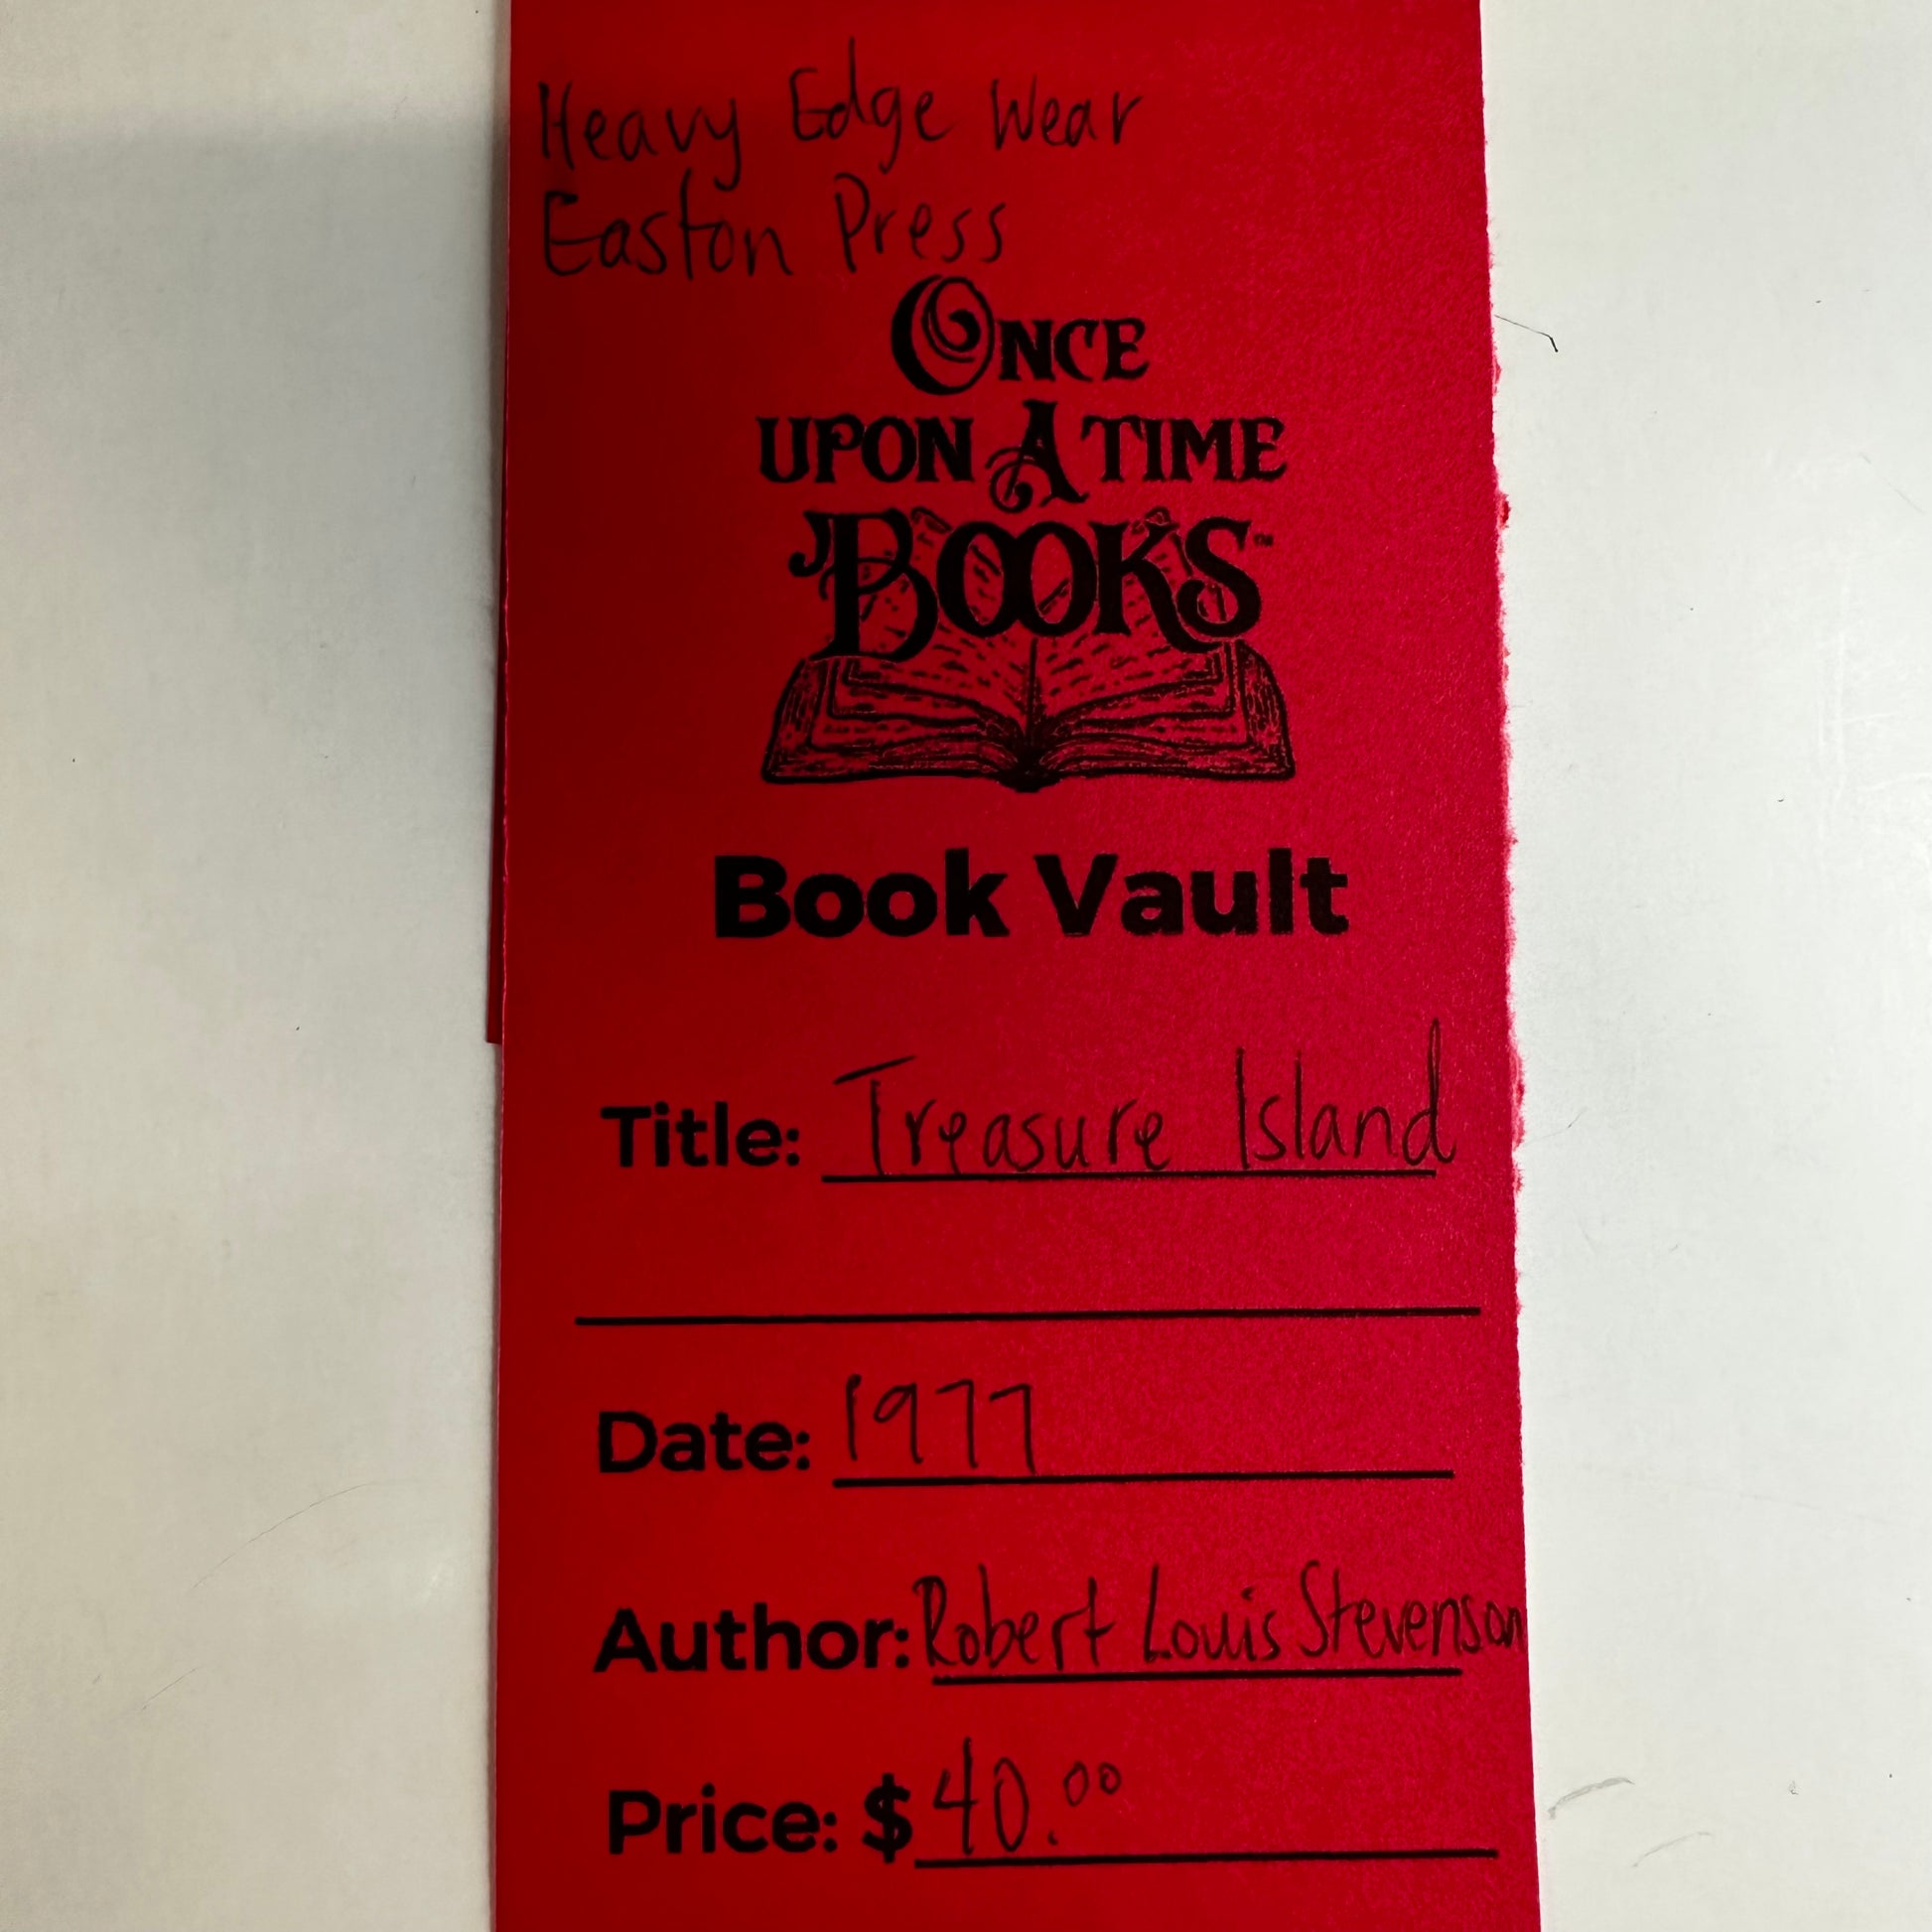 Heavy Edge Wear
Easton Press
ONCE
UPON A TIME
BOOKS™
Book Vault
Title: Treasure Island
Date: 1977
Author: Robert Louis Stevenson
Price: $ 40.00